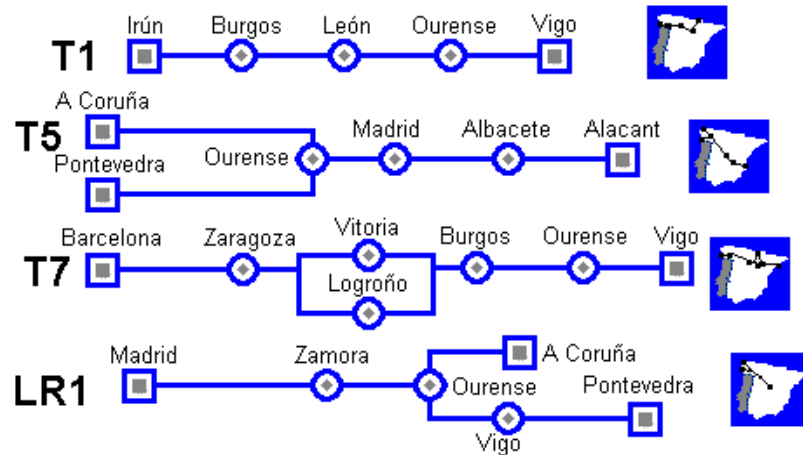 Irún Burgos León Ourense Vigo
T1
A Coruña
T5 Madrid Albacete Alacant
Pontevedra Ourense
Vitoria
Barcelona Zaragoza Burgos Ourense Vigo
T7 Logroño
Madrid Zamora A Coruña
LR1 Ourense Pontevedra
Vigo